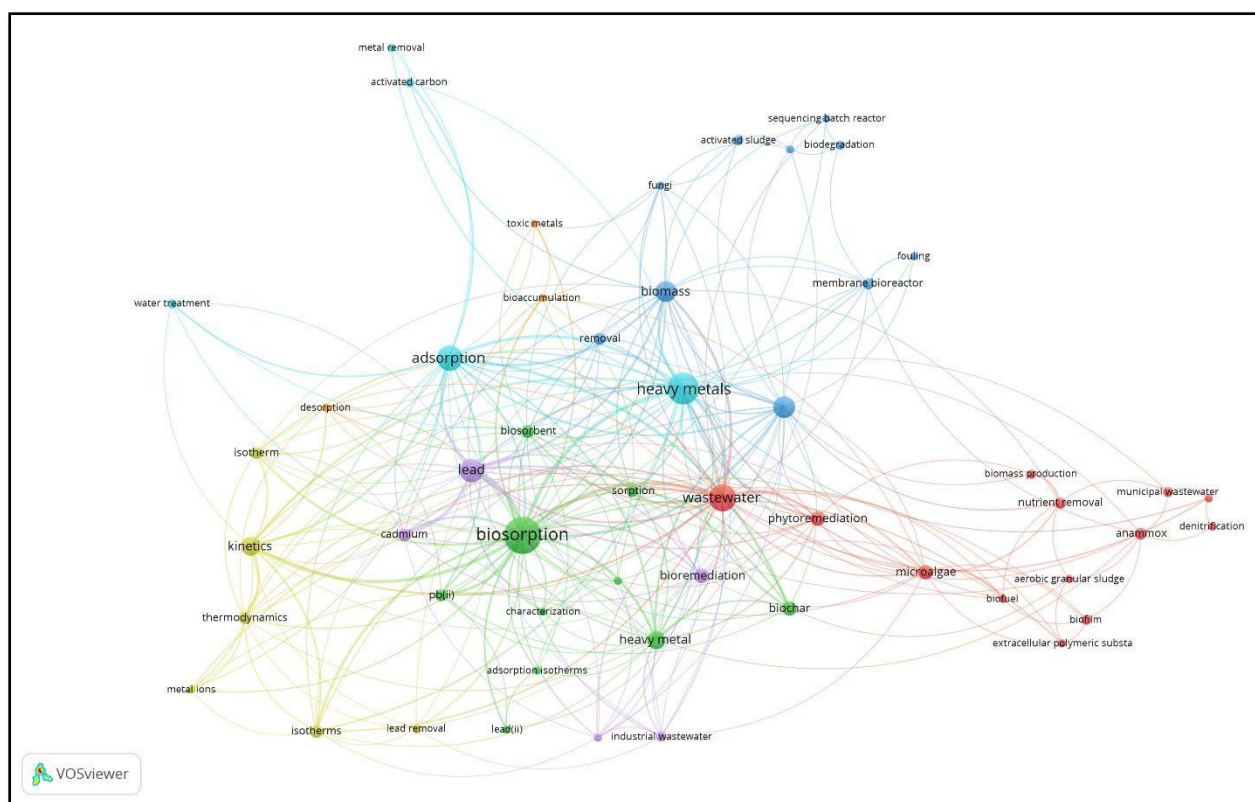 metal removal
activated carbon
sequencing batch reactor
activated sludge
biodegradation
fungi
toxic metals
fouling
membrane bioreactor
biomass
bioaccumulation
water treatment
removal
adsorption
heavy metals
desorption
biosorbent
isotherm
lead
biomass production
sorption
wastewater
nutrient removal
municipal wastewater
phytoremediation
denitrification
biosorption
cadmium
anammox
kinetics
microalgae
bioremediation
aerobic granular sludge
pb(ii)
biofuel
characterization
biochar
thermodynamics
biofilm
heavy metal
extracellular polymeric substa
adsorption isotherms
metal ions
isotherms
lead removal
lead(ii)
industrial wastewater
VOSviewer